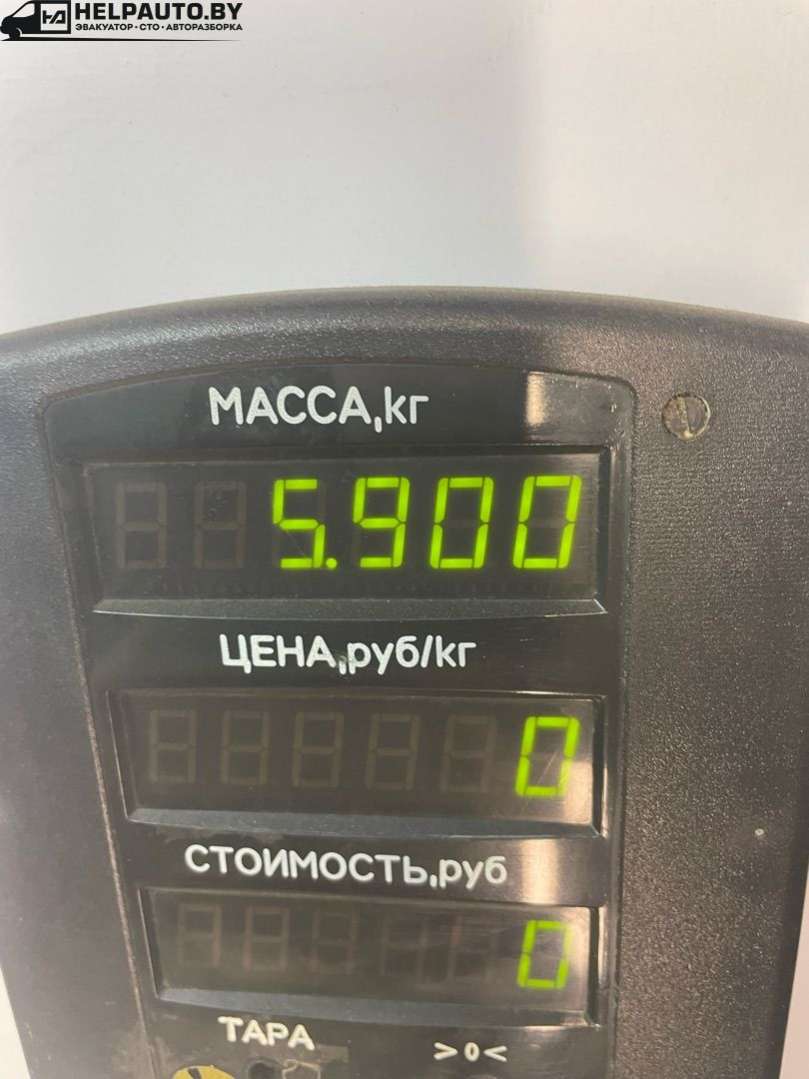 HELPAUTO.BY
ЭВАКУАТОР • СТО • АВТОРАЗБОРКА
МАССА,кг
5.900
ЦЕНА,руб/кг
0
СТОИМОСТЬ,руб
0
ТАРА >0<